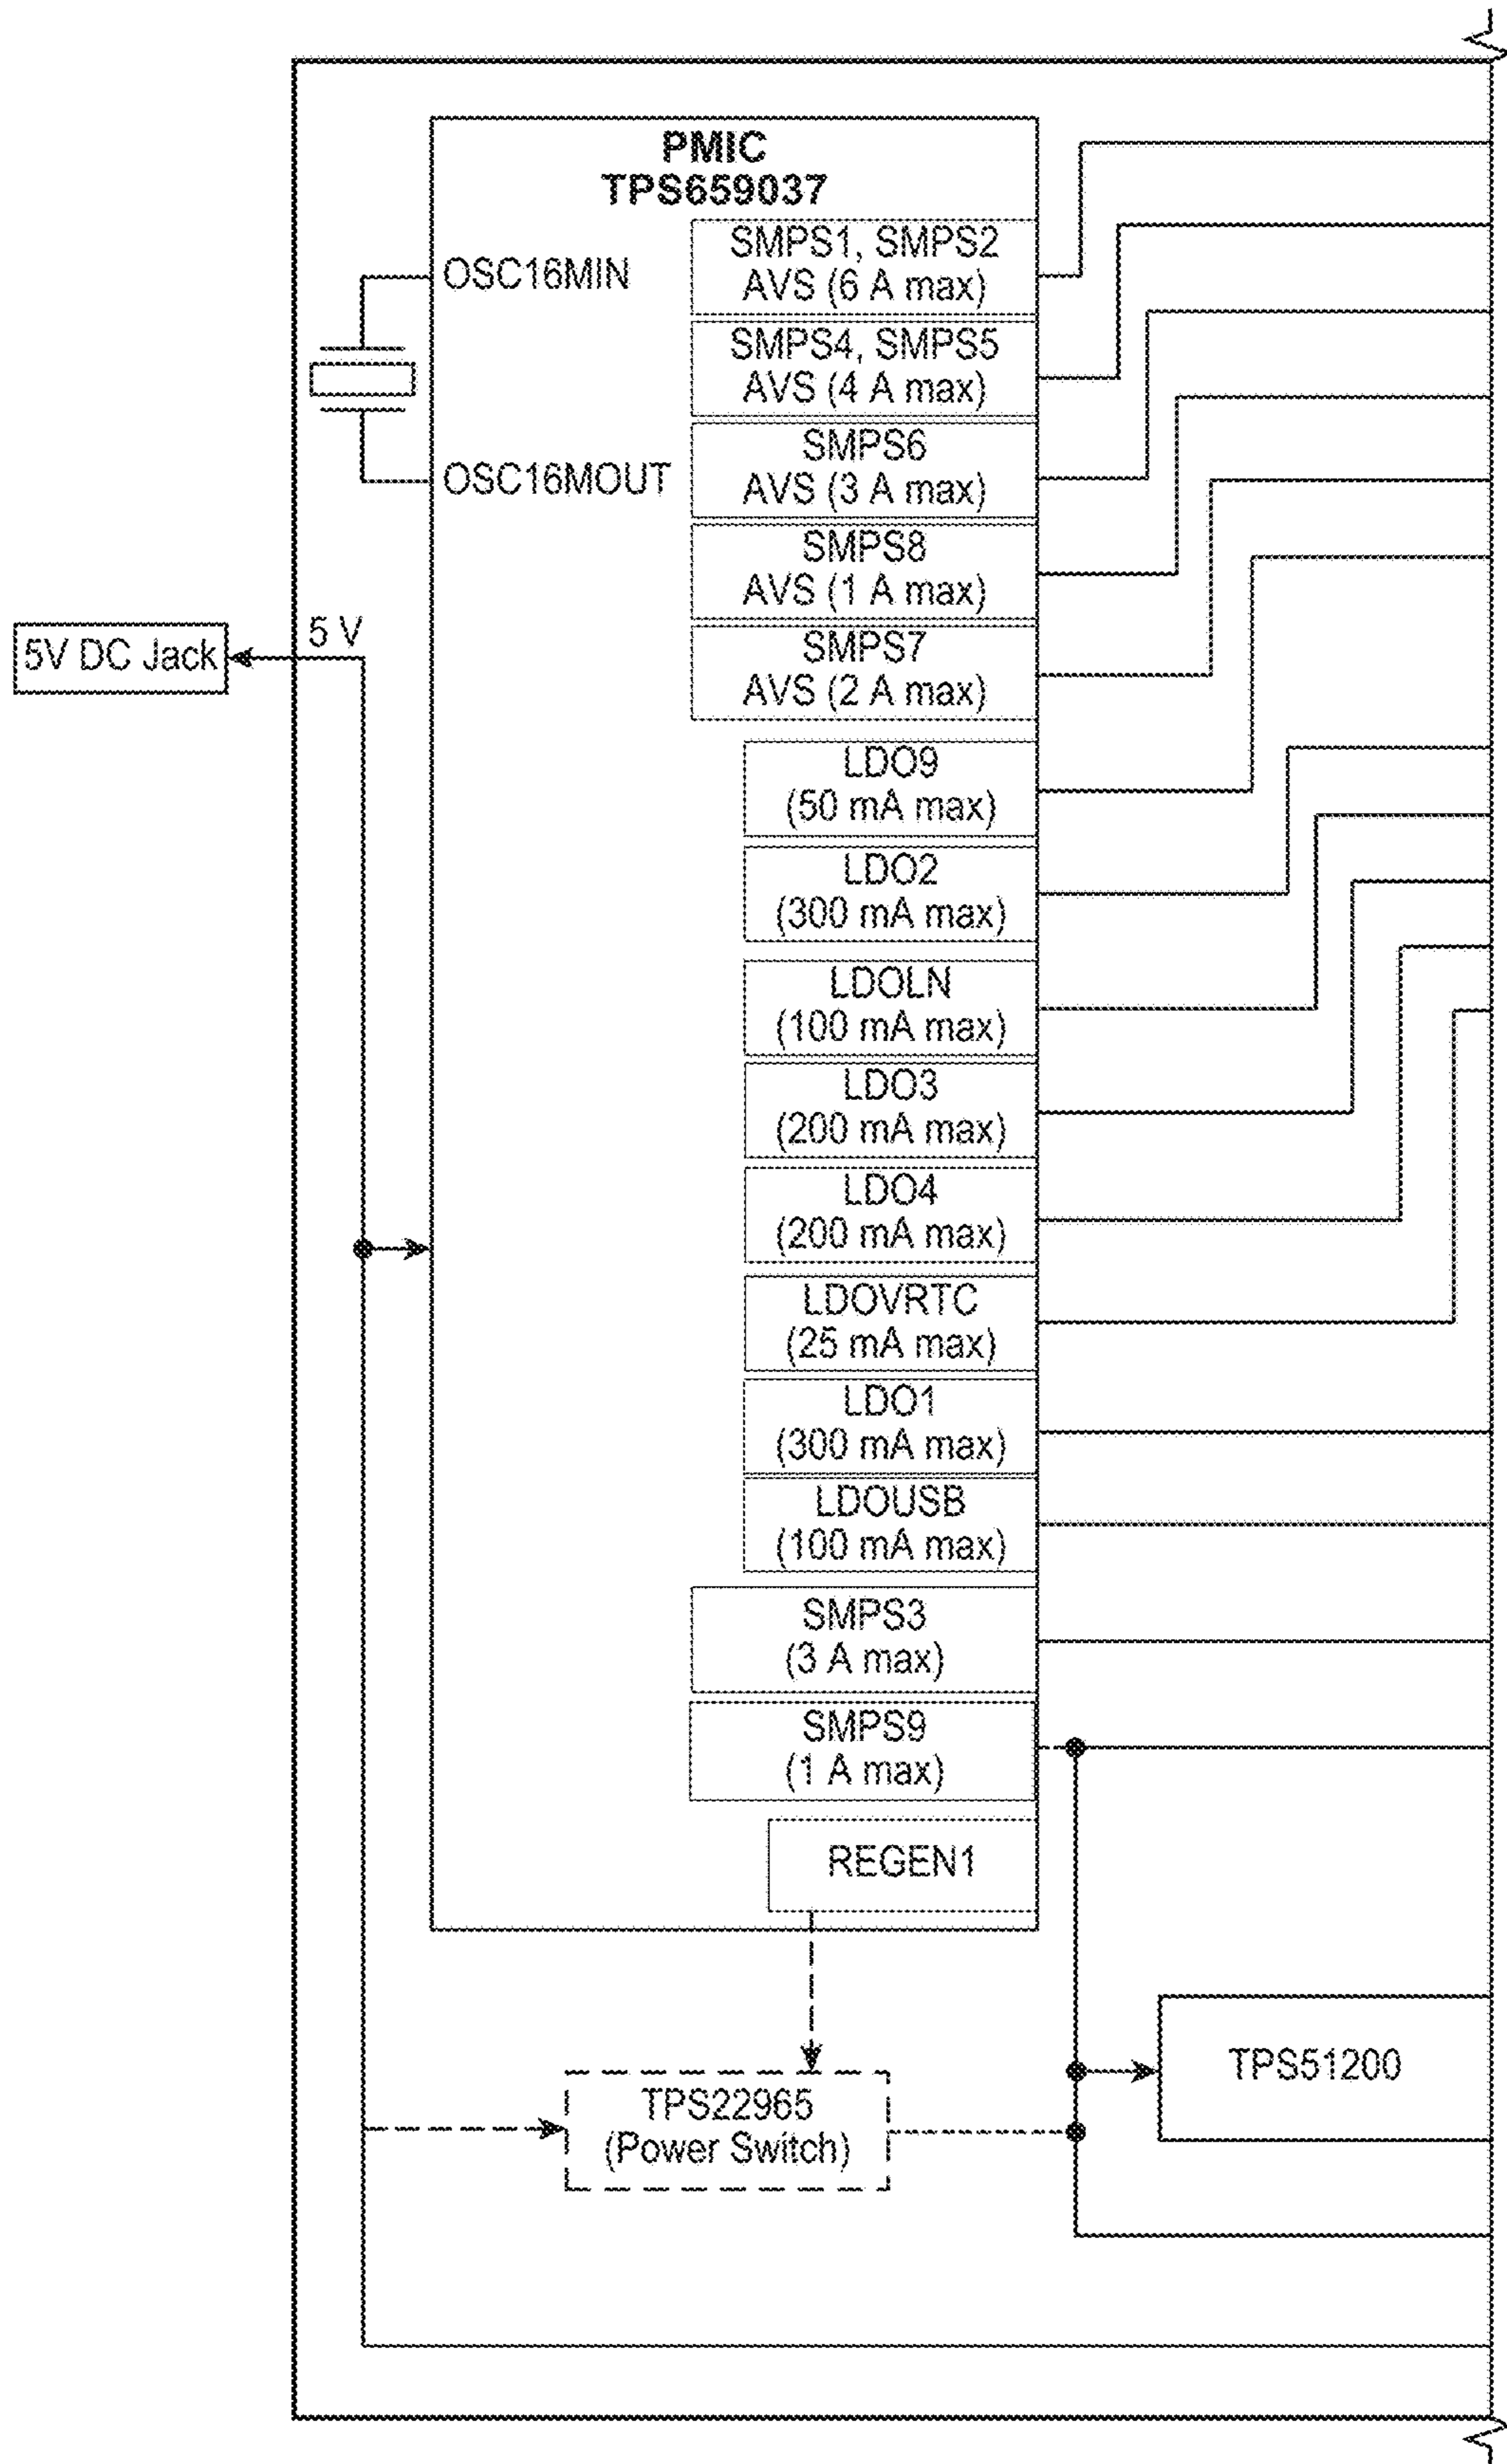 PMIC
TPS659037
OSC16MIN
SMPS1, SMPS2
AVS (6 A max)
SMPS4, SMPS5
AVS (4 A max)
OSC16MOUT
SMPS6
AVS (3 A max)
SMPS8
AVS (1 A max)
5V DC Jack
5 V
SMPS7
AVS (2 A max)
LDO9
(50 mA max)
LDO2
(300 mA max)
LDOLN
(100 mA max)
LDO3
(200 mA max)
LDO4
(200 mA max)
LDOVRTC
(25 mA max)
LDO1
(300 mA max)
LDOUSB
(100 mA max)
SMPS3
(3 A max)
SMPS9
(1 A max)
REGEN1
TPS51200
TPS22965
(Power Switch)